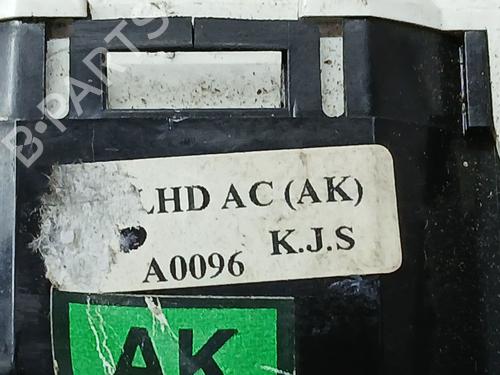 B-PARTS
LHD AC (AK)
A0096 K.J.S
AK